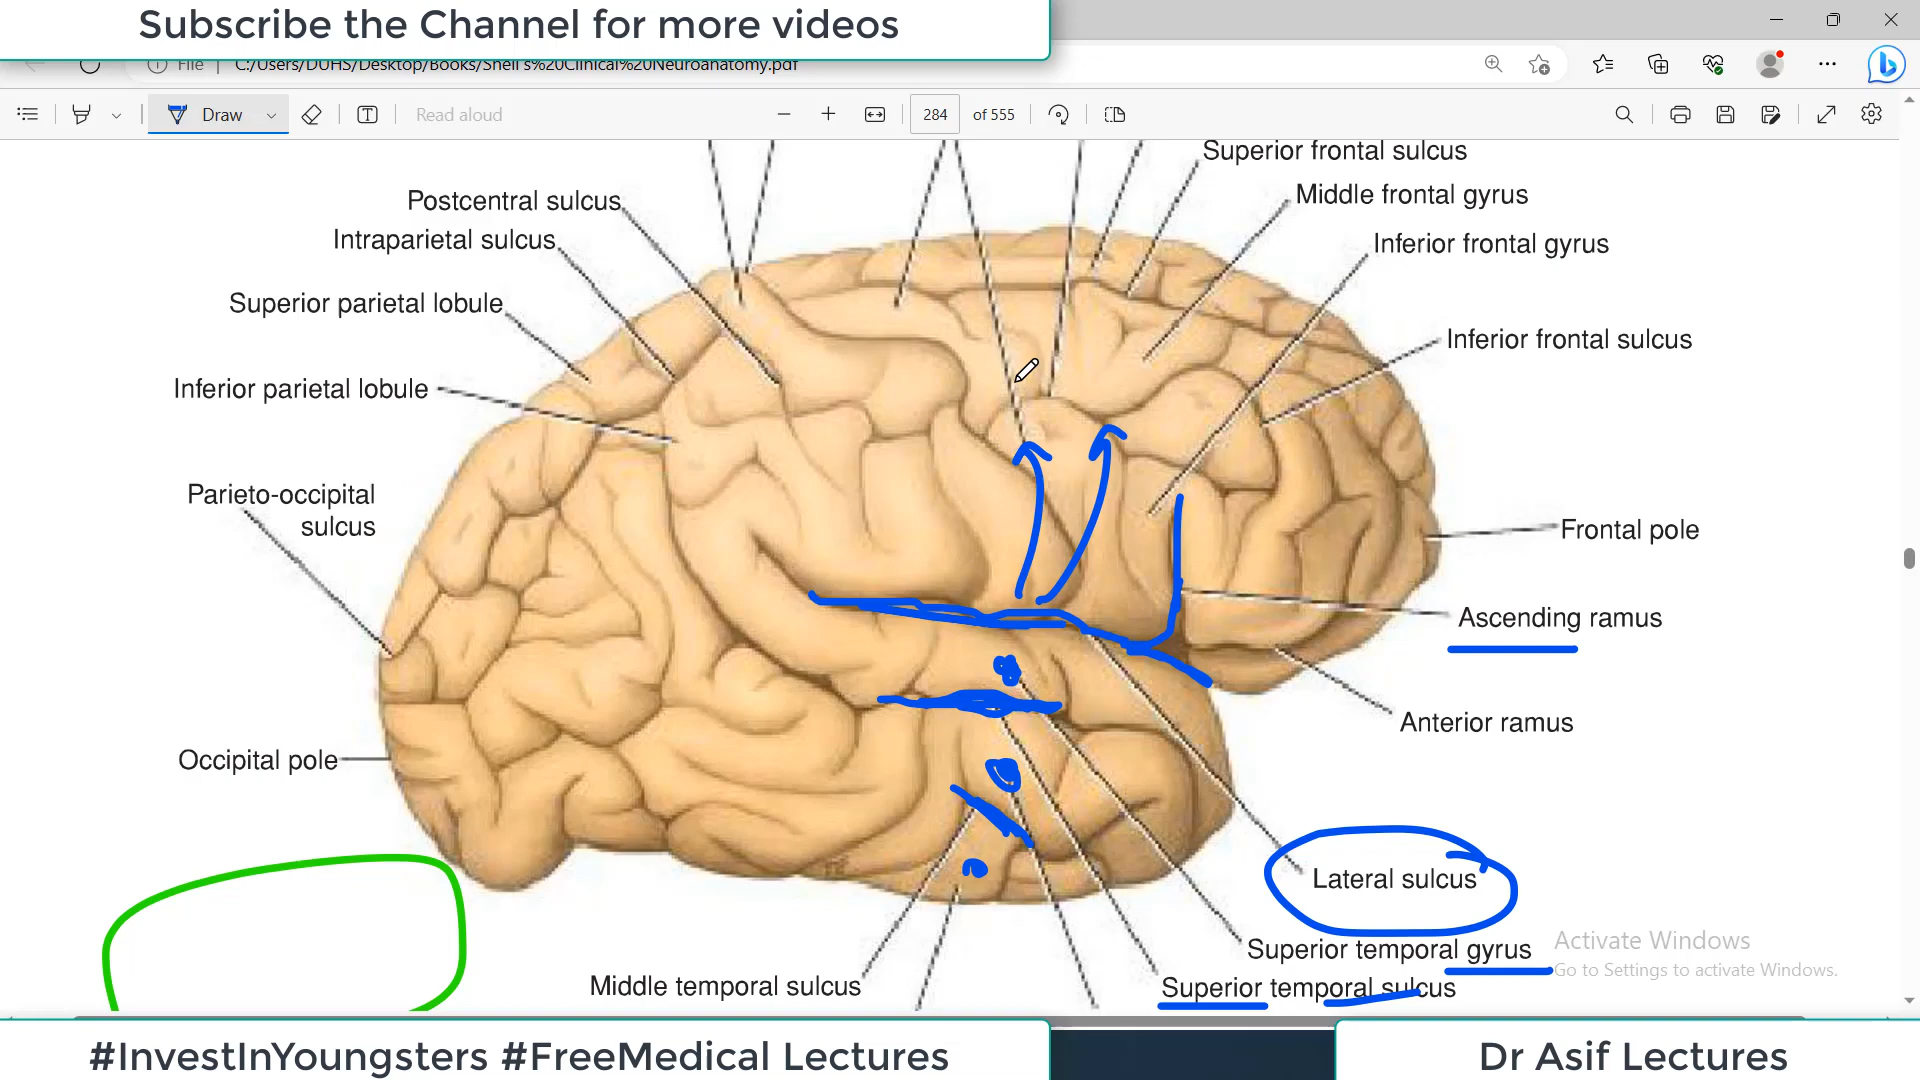 Subscribe the Channel for more videos
File | C:/Users/DUHS/Desktop/Books/Snell's%20Clinical%20Neuroanatomy.pdf
Draw
Read aloud
284 of 555
Superior frontal sulcus
Middle frontal gyrus
Postcentral sulcus
Intraparietal sulcus
Inferior frontal gyrus
Superior parietal lobule
Inferior frontal sulcus
Inferior parietal lobule
Parieto-occipital
sulcus
Frontal pole
Ascending ramus
Anterior ramus
Occipital pole
Lateral sulcus
Superior temporal gyrus
Activate Windows
Go to Settings to activate Windows.
Middle temporal sulcus
Superior temporal sulcus
#InvestInYoungsters #FreeMedical Lectures
Dr Asif Lectures